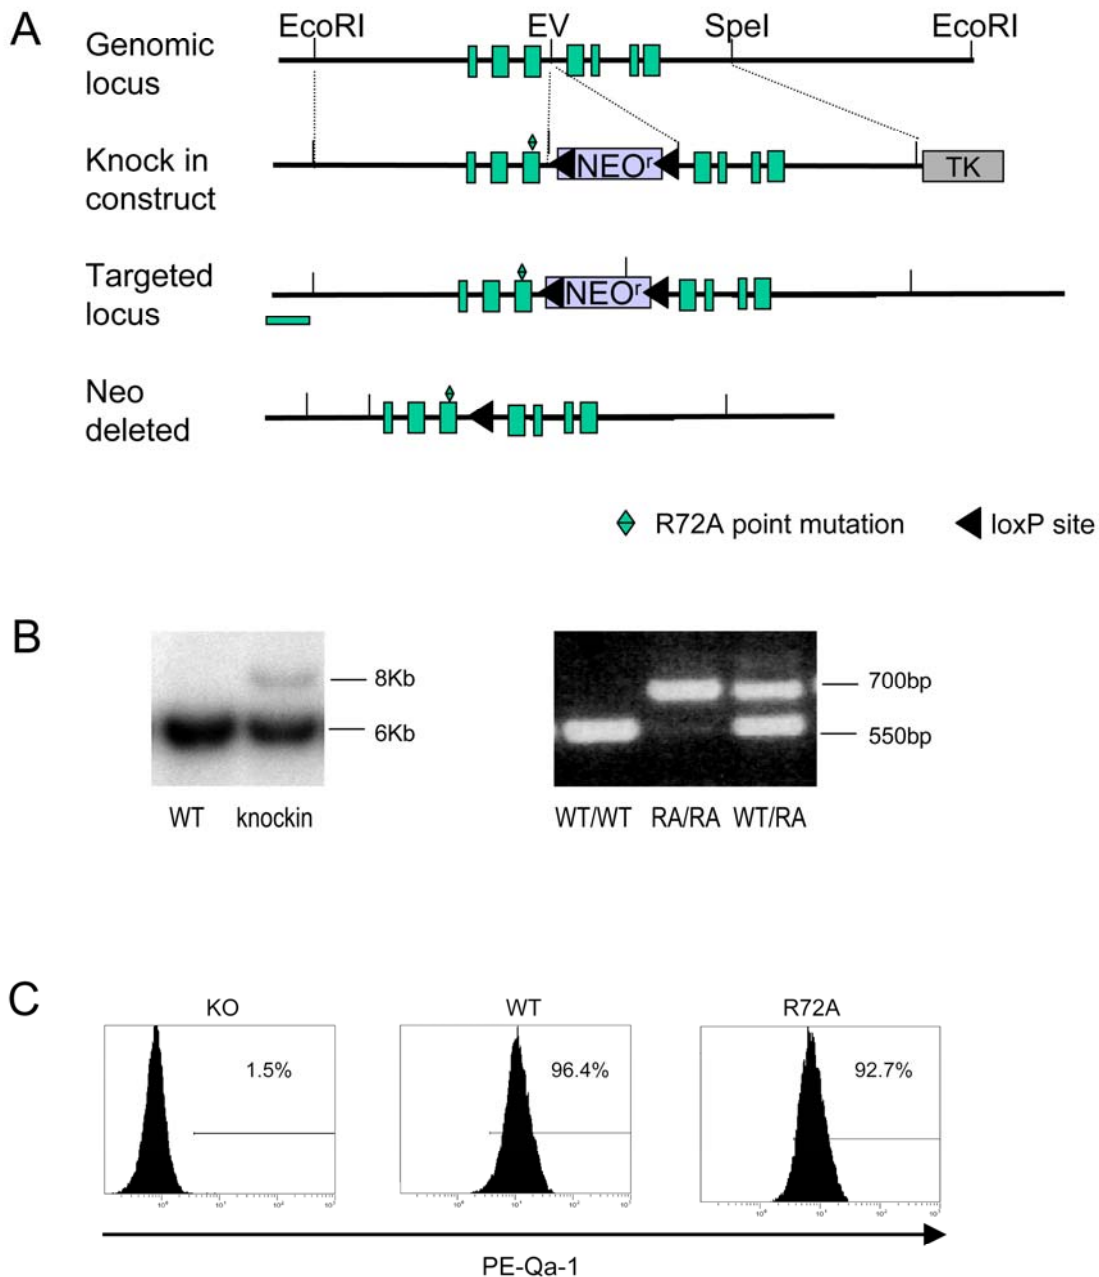 A
EcoRI EV SpeI EcoRI
Genomic
locus
Knock in
construct
NEOʳ
TK
Targeted
locus
NEOʳ
Neo
deleted
R72A point mutation
loxP site
B
8Kb
6Kb
WT knockin
700bp
550bp
WT/WT RA/RA WT/RA
C
KO
1.5%
WT
96.4%
R72A
92.7%
PE-Qa-1